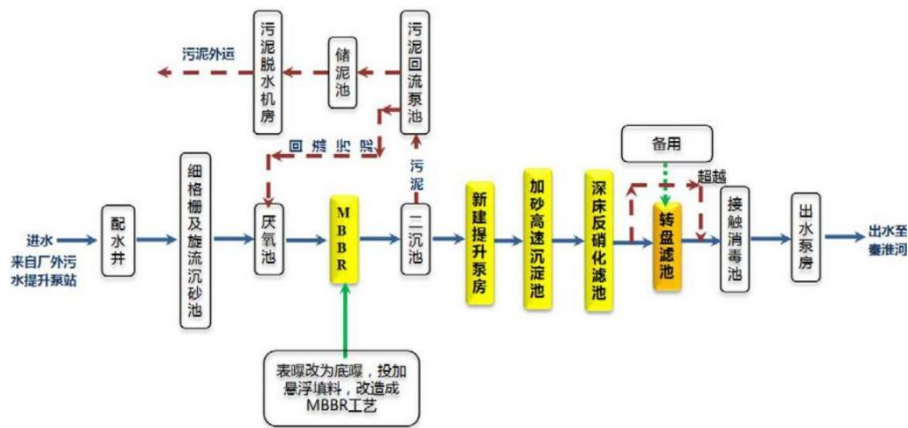 污泥外运
污泥脱水机房
储泥池
污泥回流泵池
回流污泥
污泥
备用
超越
进水
来自厂外污
水提升泵站
配水井
细格栅及旋流沉砂池
厌氧池
MBBR
二沉池
新建提升泵房
加砂高速沉淀池
深床反硝化滤池
转盘滤池
接触消毒池
出水泵房
出水至
秦淮河
表曝改为底曝，投加
悬浮填料，改造成
MBBR工艺